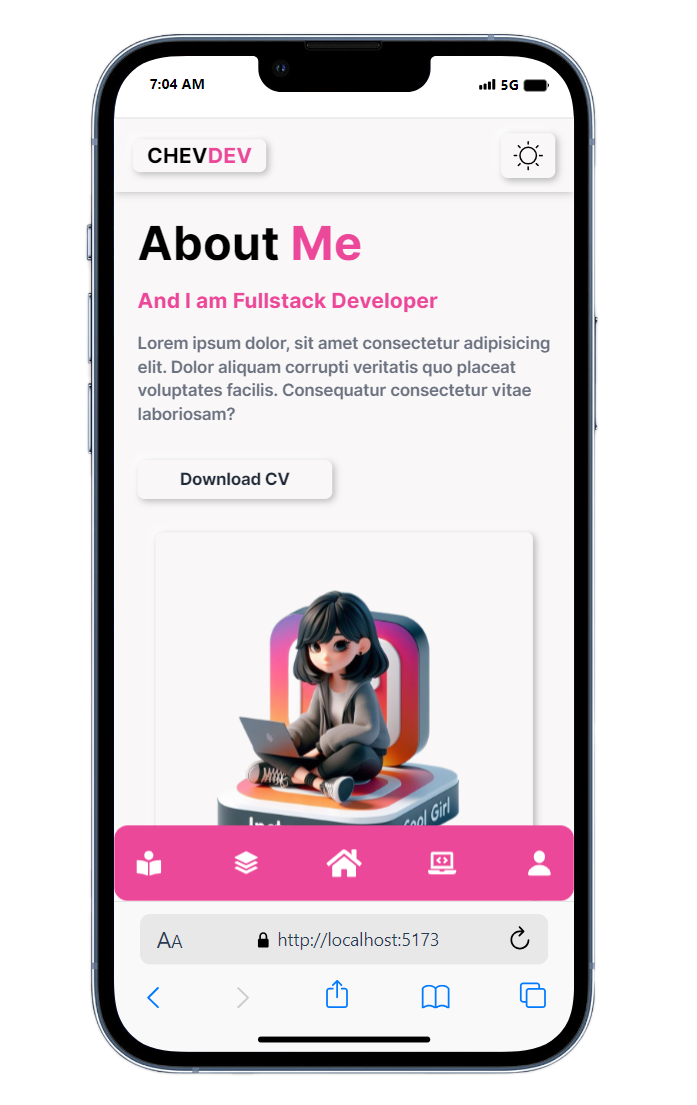 7:04 AM
5G
CHEVDEV
About Me
And I am Fullstack Developer
Lorem ipsum dolor, sit amet consectetur adipisicing
elit. Dolor aliquam corrupti veritatis quo placeat
voluptates facilis. Consequatur consectetur vitae
laboriosam?
Download CV
Cool Girl
AA
http://localhost:5173